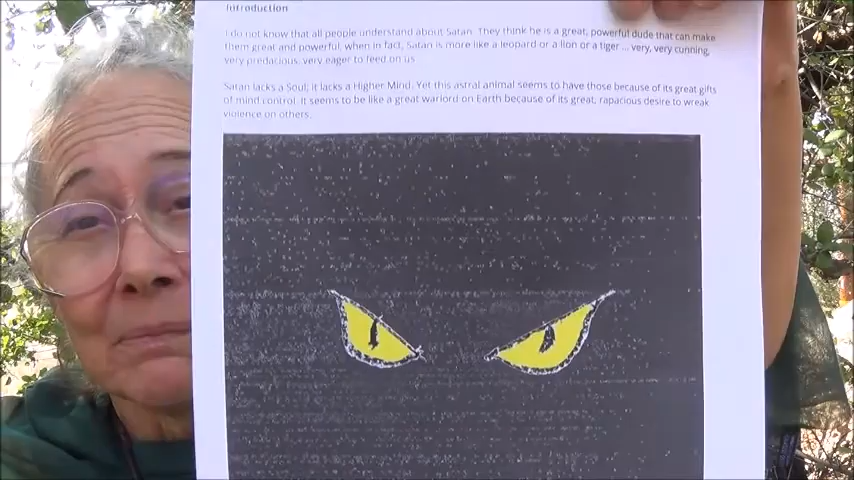 Introduction
I do not know that all people understand about Satan. They think he is a great, powerful dude that can make
them great and powerful, when in fact, Satan is more like a leopard or a lion or a tiger ... very, very cunning,
very predacious, very eager to feed on us.
Satan lacks a Soul; it lacks a Higher Mind. Yet this astral animal seems to have those because of its great gifts
of mind control. It seems to be like a great warlord on Earth because of its great, rapacious desire to wreak
violence on others.